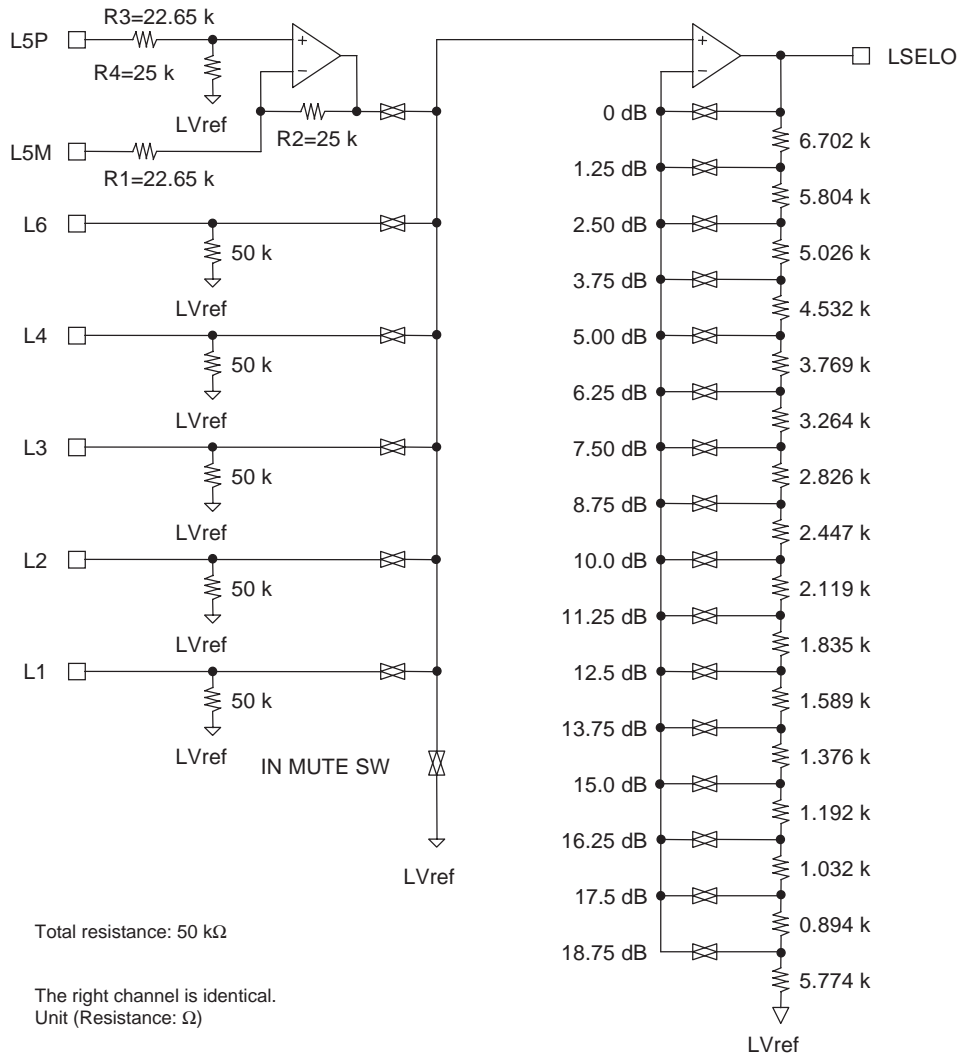 L5P
R3=22.65 k
R4=25 k
LVref
R2=25 k
L5M
R1=22.65 k
L6
50 k
LVref
L4
50 k
LVref
L3
50 k
LVref
L2
50 k
LVref
L1
50 k
LVref
IN MUTE SW
LVref
+
−
+
−
LSELO
0 dB
6.702 k
1.25 dB
5.804 k
2.50 dB
5.026 k
3.75 dB
4.532 k
5.00 dB
3.769 k
6.25 dB
3.264 k
7.50 dB
2.826 k
8.75 dB
2.447 k
10.0 dB
2.119 k
11.25 dB
1.835 k
12.5 dB
1.589 k
13.75 dB
1.376 k
15.0 dB
1.192 k
16.25 dB
1.032 k
17.5 dB
0.894 k
18.75 dB
5.774 k
LVref
Total resistance: 50 kΩ
The right channel is identical.
Unit (Resistance: Ω)